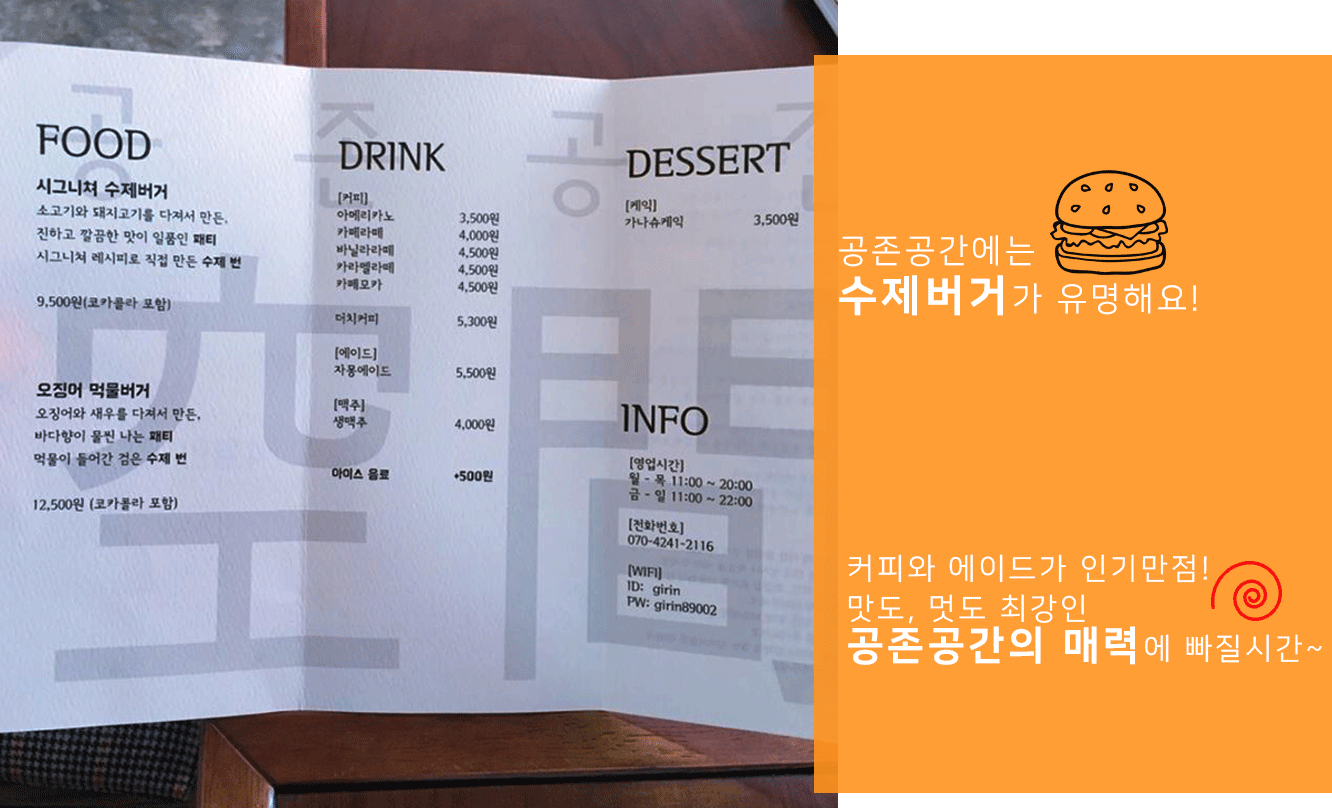 공존공간
FOOD
시그니쳐 수제버거
소고기와 돼지고기를 다져서 만든,
진하고 깔끔한 맛이 일품인 패티
시그니쳐 레시피로 직접 만든 수제 번
9,500원(코카콜라 포함)
오징어 먹물버거
오징어와 새우를 다져서 만든,
바다향이 물씬 나는 패티
먹물이 들어간 검은 수제 번
12,500원 (코카콜라 포함)
DRINK
[커피]
아메리카노 3,500원
카페라떼 4,000원
바닐라라떼 4,500원
카라멜라떼 4,500원
카페모카 4,500원
더치커피 5,300원
[에이드]
자몽에이드 5,500원
[맥주]
생맥주 4,000원
아이스 음료 +500원
DESSERT
[케익]
가나슈케익 3,500원
INFO
[영업시간]
월 - 목 11:00 ~ 20:00
금 - 일 11:00 ~ 22:00
[전화번호]
070-4241-2116
[WIFI]
ID: girin
PW: girin89002
空間
공존공간에는
수제버거가 유명해요!
커피와 에이드가 인기만점!
맛도, 멋도 최강인
공존공간의 매력에 빠질시간~